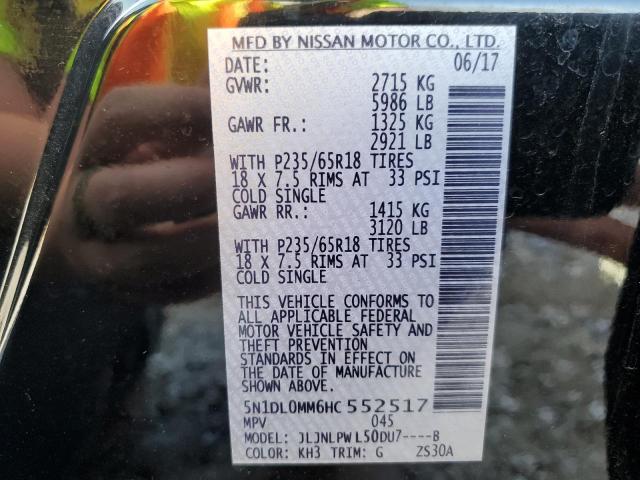 MFD BY NISSAN MOTOR CO., LTD.
DATE: 06/17
GVWR: 2715 KG
5986 LB
GAWR FR.: 1325 KG
2921 LB
WITH P235/65R18 TIRES
18 X 7.5 RIMS AT 33 PSI
COLD SINGLE
GAWR RR.: 1415 KG
3120 LB
WITH P235/65R18 TIRES
18 X 7.5 RIMS AT 33 PSI
COLD SINGLE
THIS VEHICLE CONFORMS TO
ALL APPLICABLE FEDERAL
MOTOR VEHICLE SAFETY AND
THEFT PREVENTION
STANDARDS IN EFFECT ON
THE DATE OF MANUFACTURE
SHOWN ABOVE.
5N1DL0MM6HC 552517
MPV 045
MODEL: JLJNLPW L50DU7----B
COLOR: KH3 TRIM: G ZS30A